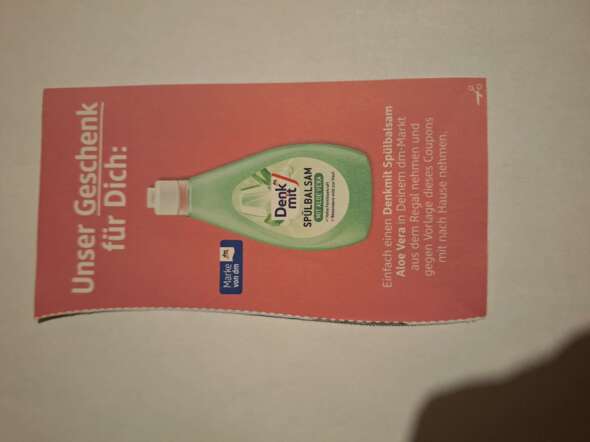 Unser Geschenk
für Dich:
Marke
von dm
Denk
mit
SPÜLBALSAM
MIT ALOE VERA
Einfach einen Denkmit Spülbalsam
Aloe Vera in Deinem dm-Markt
aus dem Regal nehmen und
gegen Vorlage dieses Coupons
mit nach Hause nehmen.